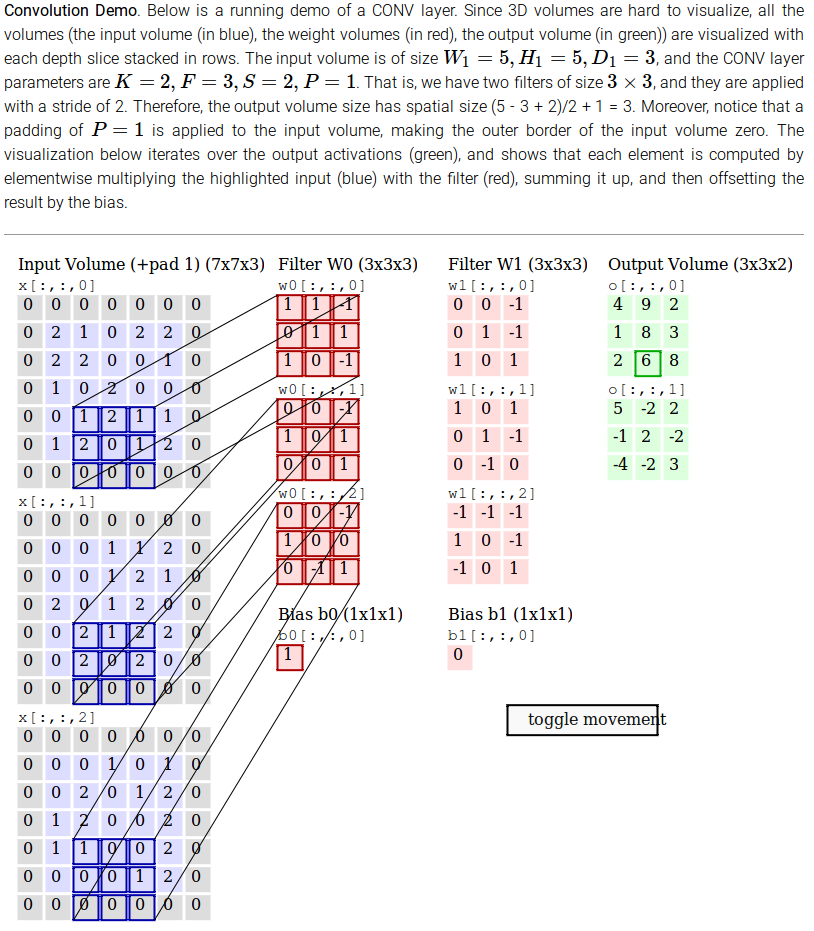 Convolution Demo. Below is a running demo of a CONV layer. Since 3D volumes are hard to visualize, all the
volumes (the input volume (in blue), the weight volumes (in red), the output volume (in green)) are visualized with
each depth slice stacked in rows. The input volume is of size W₁ = 5, H₁ = 5, D₁ = 3, and the CONV layer
parameters are K = 2, F = 3, S = 2, P = 1. That is, we have two filters of size 3 × 3, and they are applied
with a stride of 2. Therefore, the output volume size has spatial size (5 - 3 + 2)/2 + 1 = 3. Moreover, notice that a
padding of P = 1 is applied to the input volume, making the outer border of the input volume zero. The
visualization below iterates over the output activations (green), and shows that each element is computed by
elementwise multiplying the highlighted input (blue) with the filter (red), summing it up, and then offsetting the
result by the bias.
Input Volume (+pad 1) (7x7x3)
x[:,:,0]
0 0 0 0 0 0 0
0 2 1 0 2 2 0
0 2 2 0 0 1 0
0 1 0 2 0 0 0
0 0 1 2 1 1 0
0 1 2 0 1 2 0
0 0 0 0 0 0 0
x[:,:,1]
0 0 0 0 0 0 0
0 0 0 1 1 2 0
0 0 0 1 2 1 0
0 2 0 1 2 0 0
0 0 2 1 2 2 0
0 0 2 0 2 0 0
0 0 0 0 0 0 0
x[:,:,2]
0 0 0 0 0 0 0
0 0 0 1 0 1 0
0 0 2 0 1 2 0
0 1 2 0 0 2 0
0 1 1 0 0 2 0
0 0 0 0 1 2 0
0 0 0 0 0 0 0
Filter W0 (3x3x3)
w0[:,:,0]
1 1 -1
0 1 1
1 0 -1
w0[:,:,1]
0 0 -1
1 0 1
0 0 1
w0[:,:,2]
0 0 -1
1 0 0
0 -1 1
Bias b0 (1x1x1)
b0[:,:,0]
1
Filter W1 (3x3x3)
w1[:,:,0]
0 0 -1
0 1 -1
1 0 1
w1[:,:,1]
1 0 1
0 1 -1
0 -1 0
w1[:,:,2]
-1 -1 -1
1 0 -1
-1 0 1
Bias b1 (1x1x1)
b1[:,:,0]
0
Output Volume (3x3x2)
o[:,:,0]
4 9 2
1 8 3
2 6 8
o[:,:,1]
5 -2 2
-1 2 -2
-4 -2 3
toggle movement